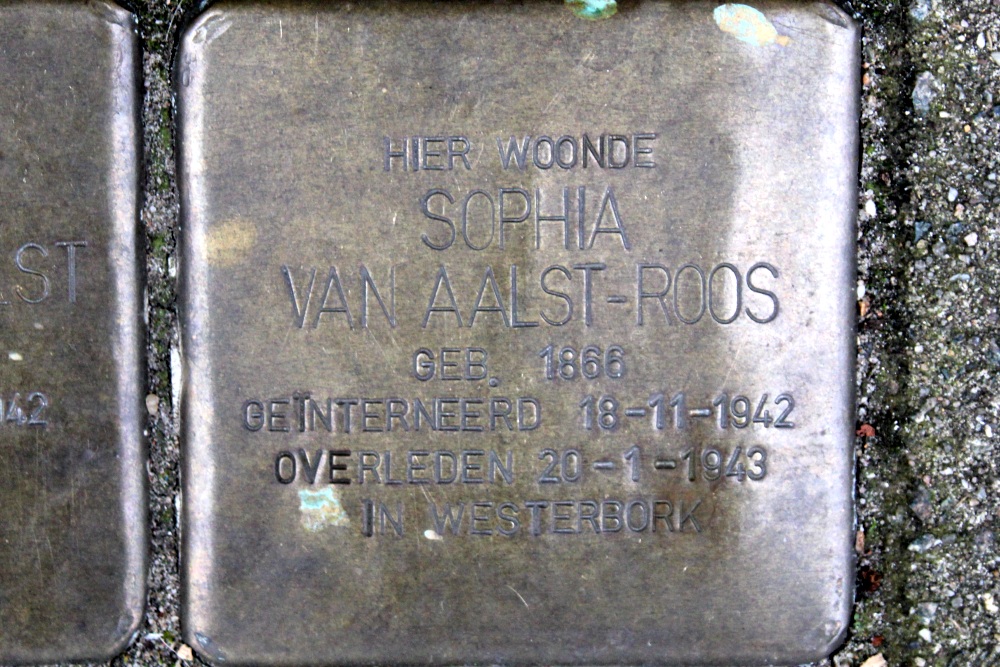 HIER WOONDE
SOPHIA
VAN AALST-ROOS
GEB. 1866
GEÏNTERNEERD 18-11-1942
OVERLEDEN 20-1-1943
IN WESTERBORK